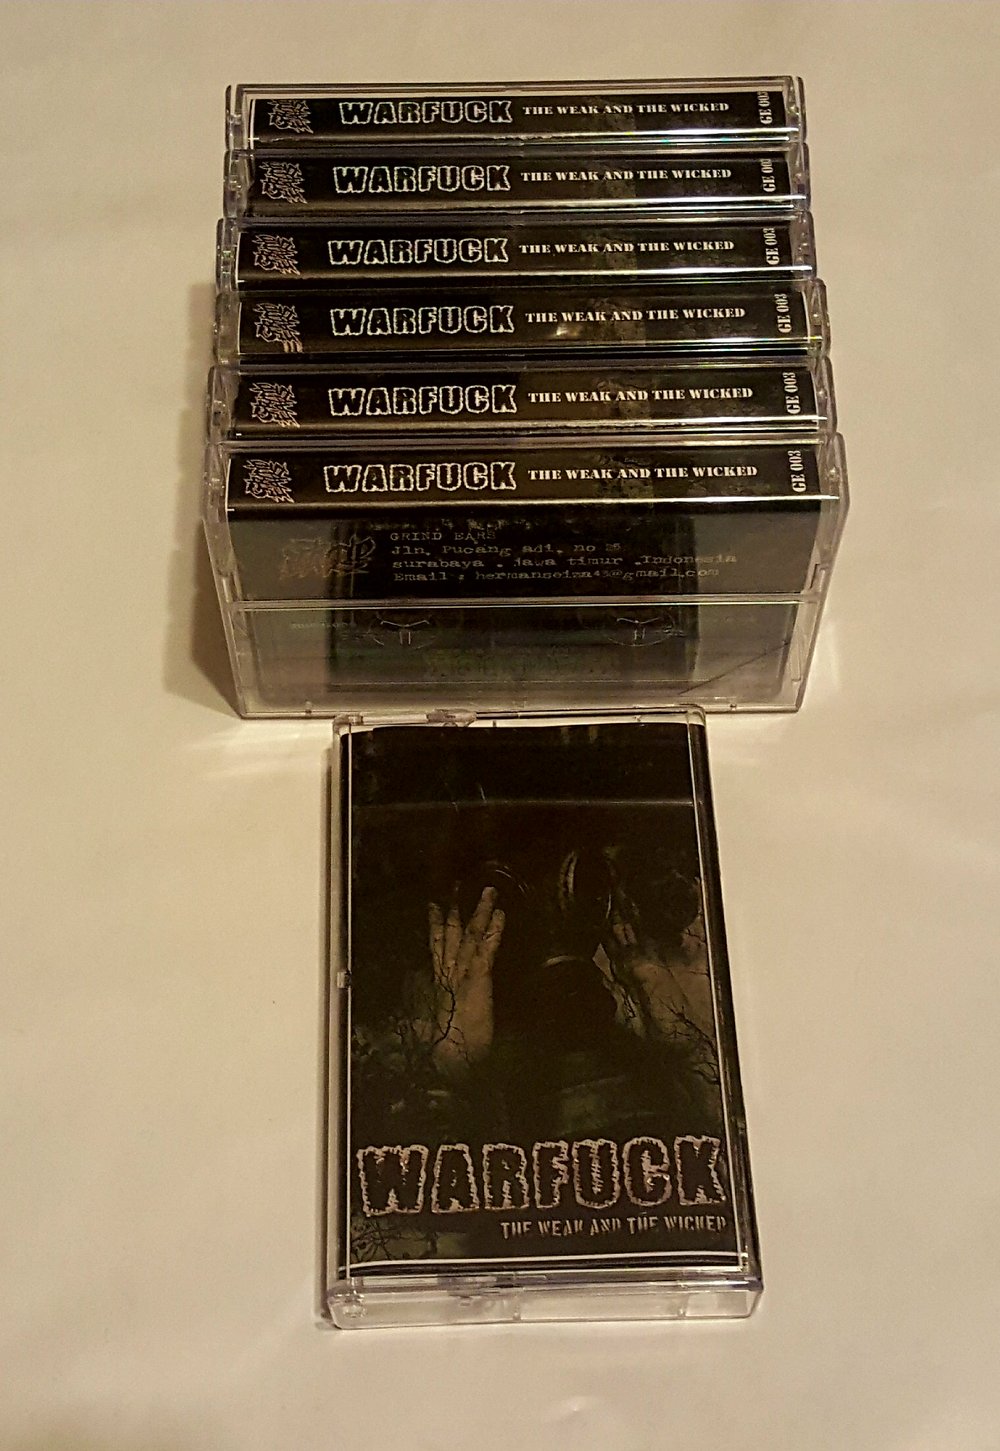 WARFUCK THE WEAK AND THE WICKED GE 003
WARFUCK THE WEAK AND THE WICKED GE 003
WARFUCK THE WEAK AND THE WICKED GE 003
WARFUCK THE WEAK AND THE WICKED GE 003
WARFUCK THE WEAK AND THE WICKED GE 003
WARFUCK THE WEAK AND THE WICKED GE 003
GRIND EARS
Jln. Pucang adi. no
surabaya . jawa timur .Indonesia
Email :
WARFUCK
THE WEAK AND THE WICKED